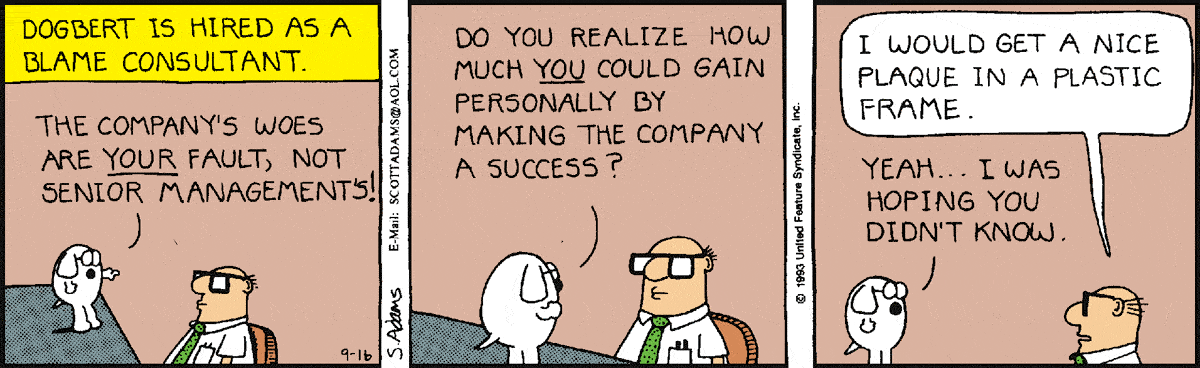 DOGBERT IS HIRED AS A
BLAME CONSULTANT.
THE COMPANY'S WOES
ARE YOUR FAULT, NOT
SENIOR MANAGEMENT'S!
9-16
S. Adams
E-Mail: SCOTTADAMS@AOL.COM
DO YOU REALIZE HOW
MUCH YOU COULD GAIN
PERSONALLY BY
MAKING THE COMPANY
A SUCCESS?
© 1993 United Feature Syndicate, Inc.
I WOULD GET A NICE
PLAQUE IN A PLASTIC
FRAME.
YEAH... I WAS
HOPING YOU
DIDN'T KNOW.